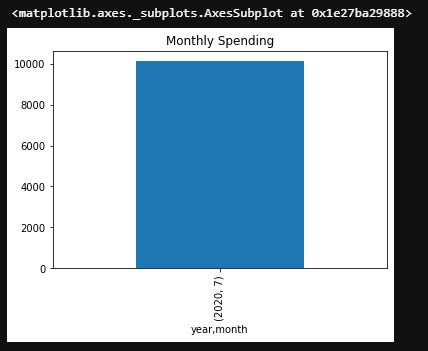 <matplotlib.axes._subplots.AxesSubplot at 0x1e27ba29888>
Monthly Spending
10000
8000
6000
4000
2000
0
(2020, 7)
year,month